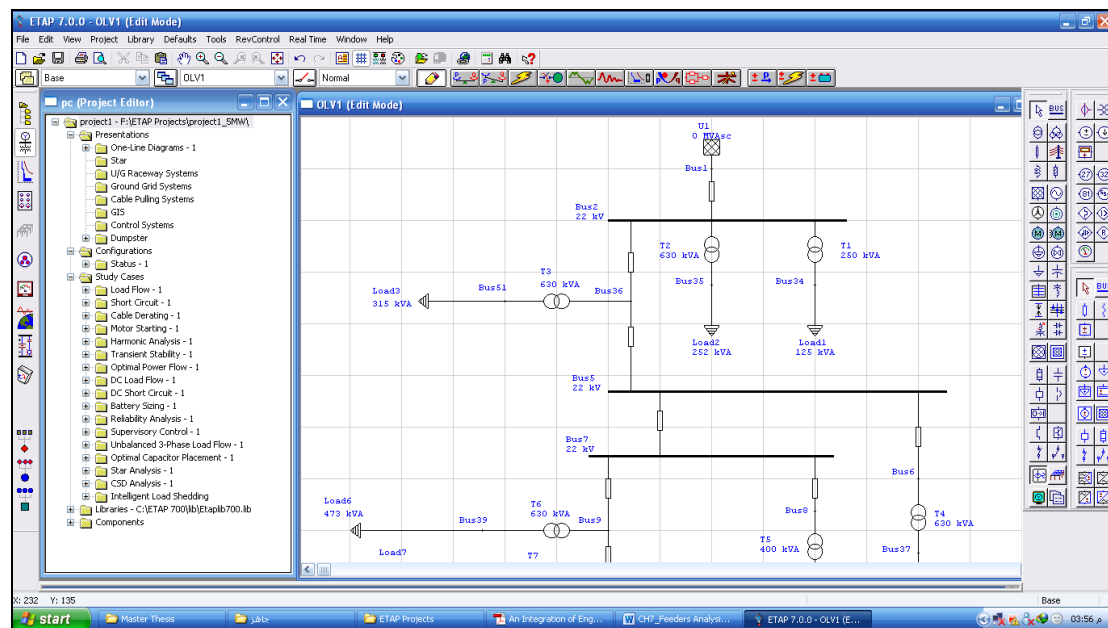 ETAP 7.0.0 - OLV1 (Edit Mode)
File Edit View Project Library Defaults Tools RevControl Real Time Window Help
Base OLV1 Normal
pc (Project Editor)
project1 - F:\ETAP Projects\project1_5MW\
Presentations
One-Line Diagrams - 1
Star
U/G Raceway Systems
Ground Grid Systems
Cable Pulling Systems
GIS
Control Systems
Dumpster
Configurations
Status - 1
Study Cases
Load Flow - 1
Short Circuit - 1
Cable Derating - 1
Motor Starting - 1
Harmonic Analysis - 1
Transient Stability - 1
Optimal Power Flow - 1
DC Load Flow - 1
DC Short Circuit - 1
Battery Sizing - 1
Reliability Analysis - 1
Supervisory Control - 1
Unbalanced 3-Phase Load Flow - 1
Optimal Capacitor Placement - 1
Star Analysis - 1
CSD Analysis - 1
Intelligent Load Shedding
Libraries - C:\ETAP 700\lib\Etaplib700.lib
Components
OLV1 (Edit Mode)
U1
0 MVAsc
Bus1
Bus2
22 kV
T2
630 kVA
T1
250 kVA
T3
630 kVA
Load3
315 kVA
Bus51
Bus36
Bus35
Bus34
Load2
252 kVA
Load1
125 kVA
Bus5
22 kV
Bus7
22 kV
Bus6
Load6
473 kVA
T6
630 kVA
Bus39
Bus9
Bus8
T4
630 kVA
T5
400 kVA
Bus37
Load7
T7
BUS
X: 232 Y: 135
Base
start
Master Thesis
جاهز
ETAP Projects
An Integration of Eng...
CH7_Feeders Analysi...
ETAP 7.0.0 - OLV1 (E...
03:56 م